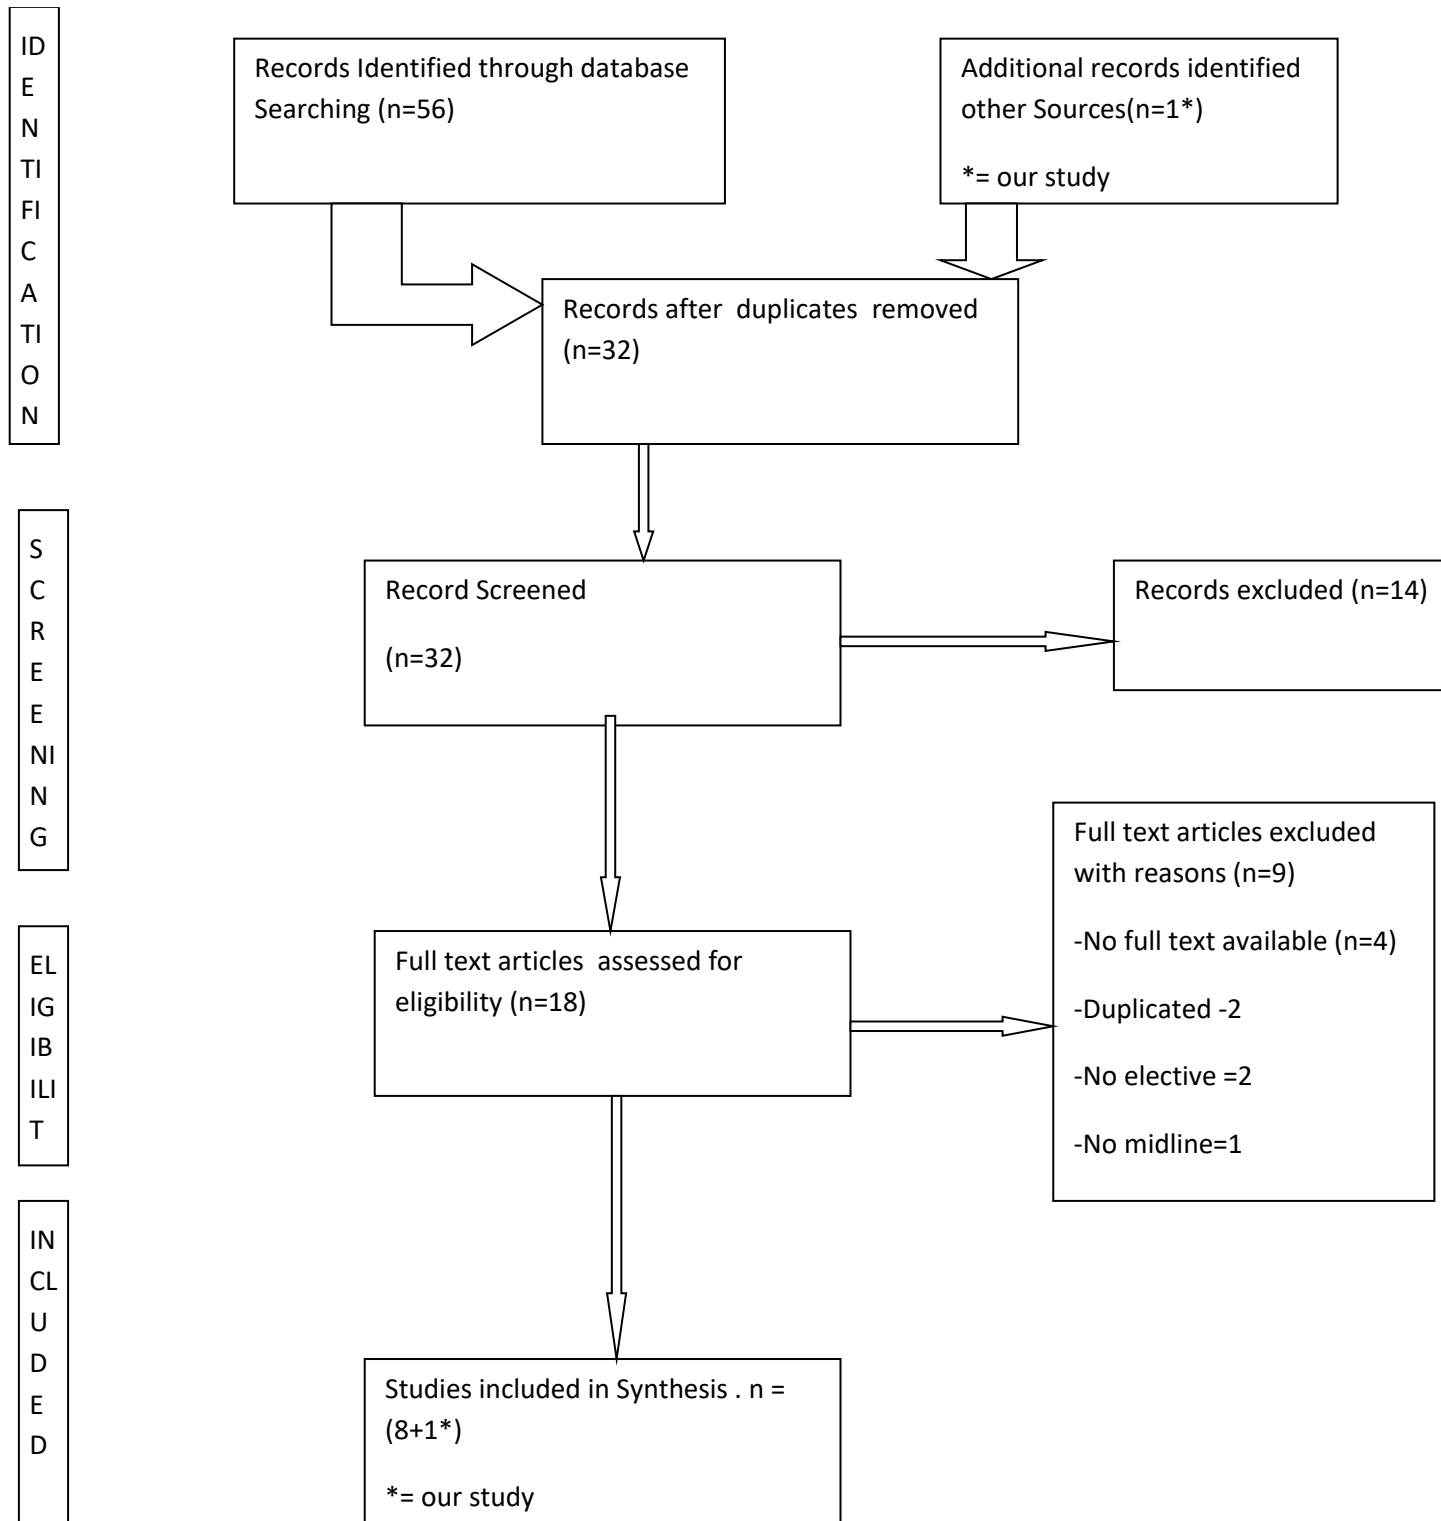 ID
E
N
TI
FI
C
A
TI
O
N
Records Identified through database
Searching (n=56)
Additional records identified
other Sources(n=1*)
*= our study
Records after  duplicates  removed
(n=32)
S
C
R
E
E
NI
N
G
Record Screened
(n=32)
Records excluded (n=14)
EL
IG
IB
ILI
T
Full text articles  assessed for
eligibility (n=18)
Full text articles excluded
with reasons (n=9)
-No full text available (n=4)
-Duplicated -2
-No elective =2
-No midline=1
IN
CL
U
D
E
D
Studies included in Synthesis . n =
(8+1*)
*= our study